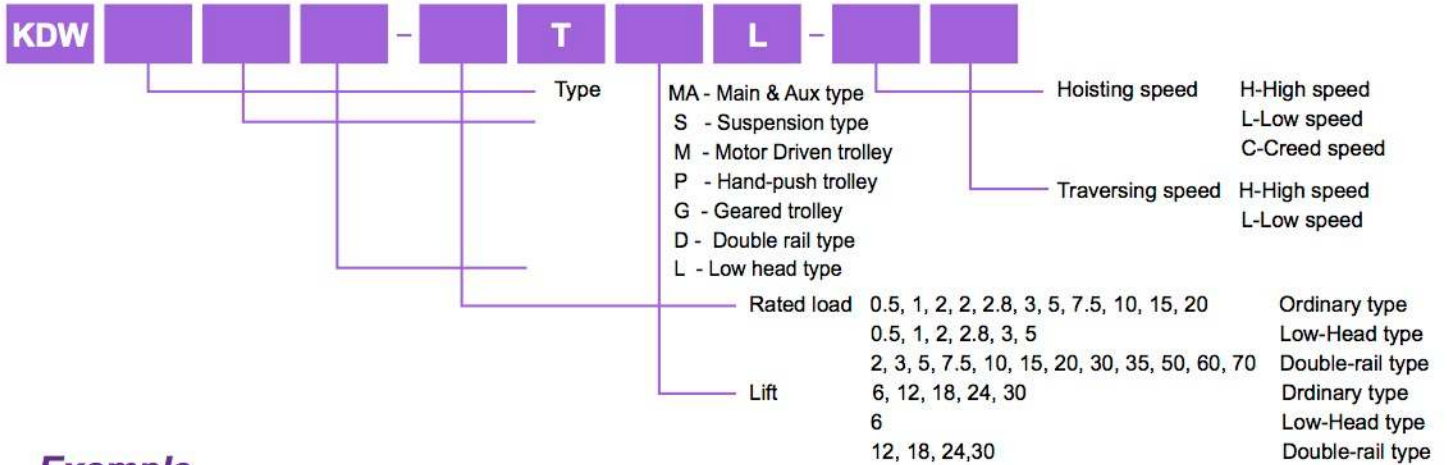 KDW - T L -
Type MA - Main & Aux type Hoisting speed H-High speed
S - Suspension type L-Low speed
M - Motor Driven trolley C-Creed speed
P - Hand-push trolley Traversing speed H-High speed
G - Geared trolley L-Low speed
D - Double rail type
L - Low head type
Rated load 0.5, 1, 2, 2, 2.8, 3, 5, 7.5, 10, 15, 20 Ordinary type
0.5, 1, 2, 2.8, 3, 5 Low-Head type
2, 3, 5, 7.5, 10, 15, 20, 30, 35, 50, 60, 70 Double-rail type
Lift 6, 12, 18, 24, 30 Drdinary type
6 Low-Head type
12, 18, 24,30 Double-rail type